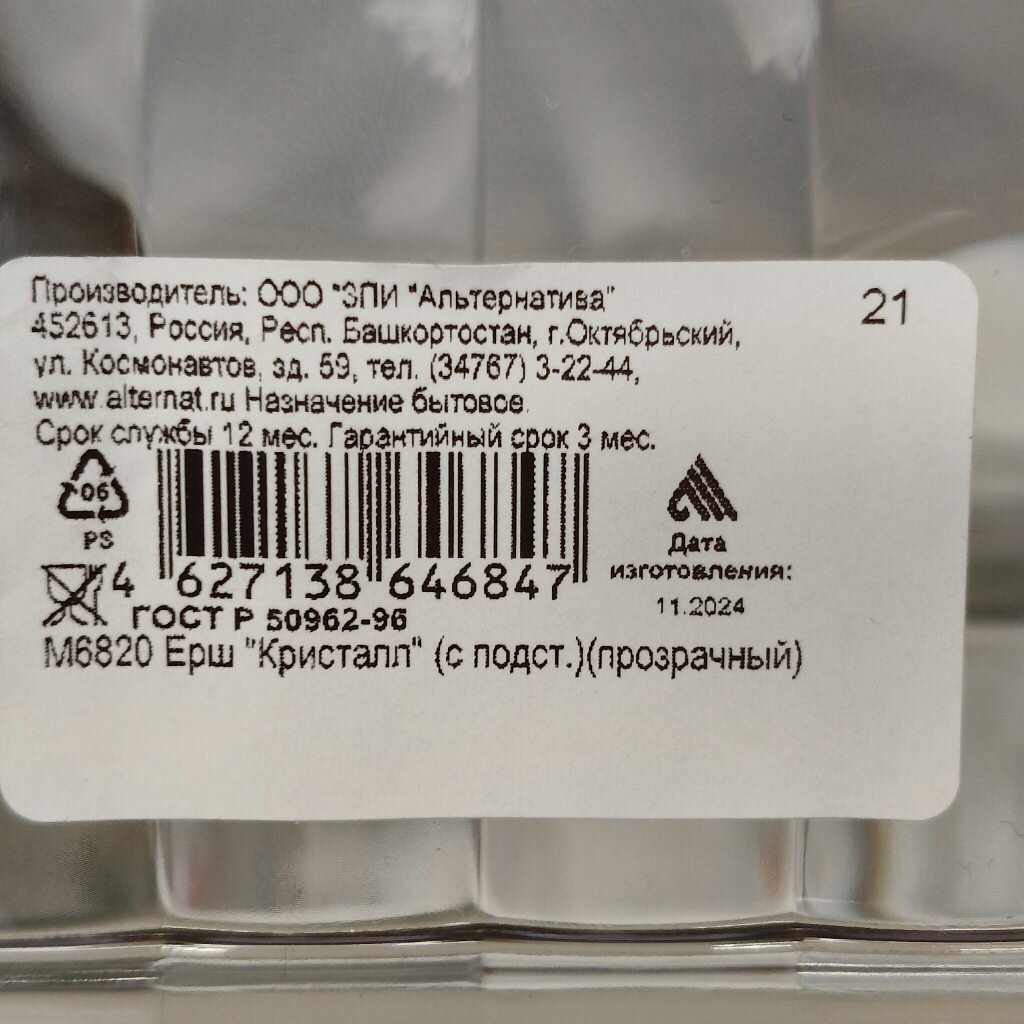 Производитель: ООО "ЗПИ "Альтернатива"
21
452613, Россия, Респ. Башкортостан, г.Октябрьский,
ул. Космонавтов, зд. 59, тел. (34767) 3-22-44,
www.alternat.ru Назначение бытовое.
Срок службы 12 мес. Гарантийный срок 3 мес.
06
PS
4 627138 646847
Дата
изготовления:
11.2024
ГОСТ Р 50962-96
М6820 Ерш "Кристалл" (с подст.)(прозрачный)